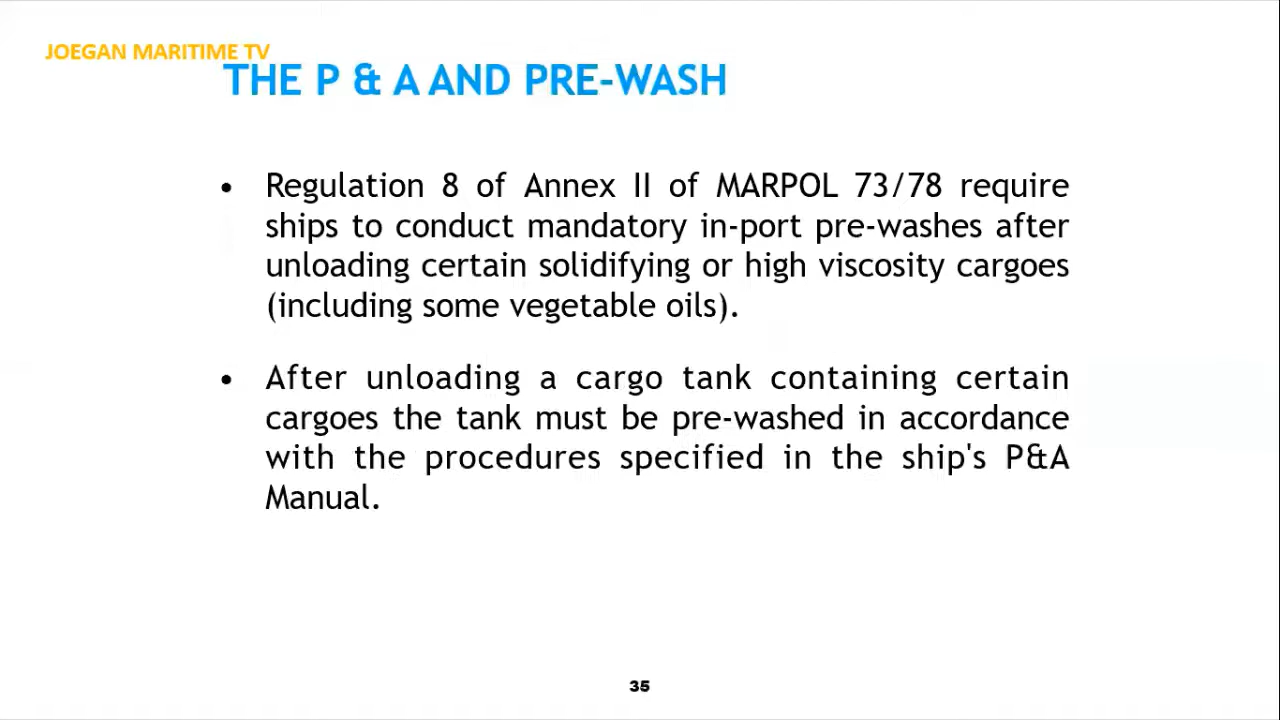 JOEGAN MARITIME TV
THE P & A AND PRE-WASH
• Regulation 8 of Annex II of MARPOL 73/78 require
ships to conduct mandatory in-port pre-washes after
unloading certain solidifying or high viscosity cargoes
(including some vegetable oils).
• After unloading a cargo tank containing certain
cargoes the tank must be pre-washed in accordance
with the procedures specified in the ship's P&A
Manual.
35